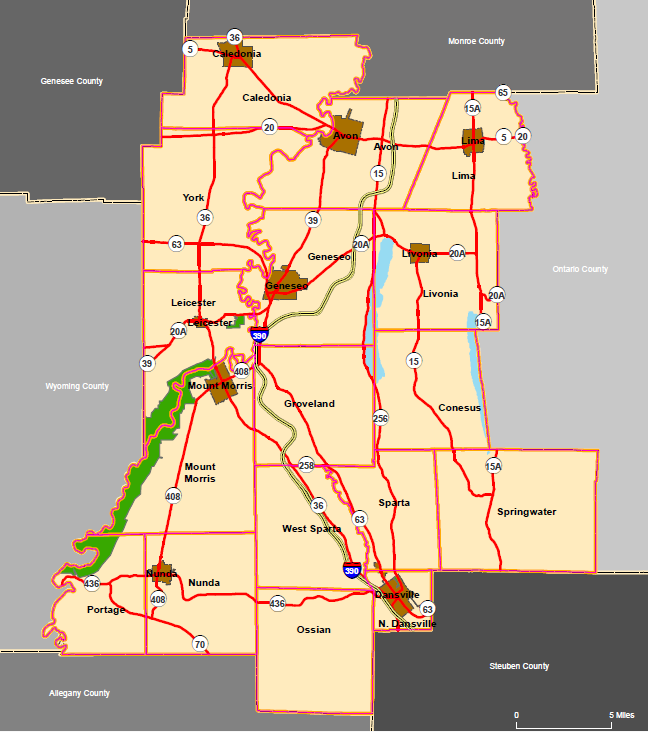 36
Monroe County
5
Caledonia
Genesee County
65
Caledonia
15A
20
Avon
Lima
5
20
Avon
15
Lima
York
36
39
63
20A
Geneseo
Livonia
20A
Ontario County
Geneseo
Livonia
20A
Leicester
Leicester
15A
20A
390
39
15
408
Wyoming County
Mount Morris
Groveland
Conesus
256
Mount
Morris
258
15A
408
36
Sparta
Springwater
63
West Sparta
390
Nunda
436
Nunda
Dansville
408
436
63
Portage
N. Dansville
Ossian
70
Steuben County
Allegany County
0
5 Miles